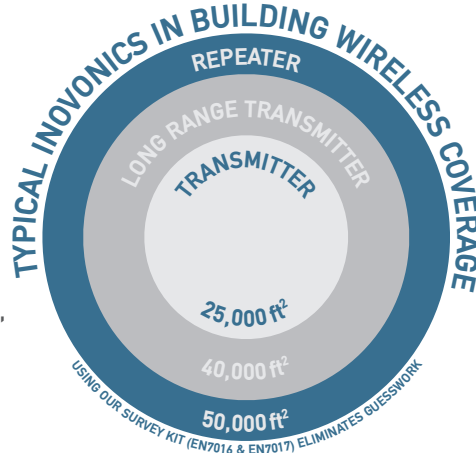 TYPICAL INOVONICS IN BUILDING WIRELESS COVERAGE
REPEATER
LONG RANGE TRANSMITTER
TRANSMITTER
25,000 ft²
40,000 ft²
50,000 ft²
USING OUR SURVEY KIT (EN7016 & EN7017) ELIMINATES GUESSWORK
,